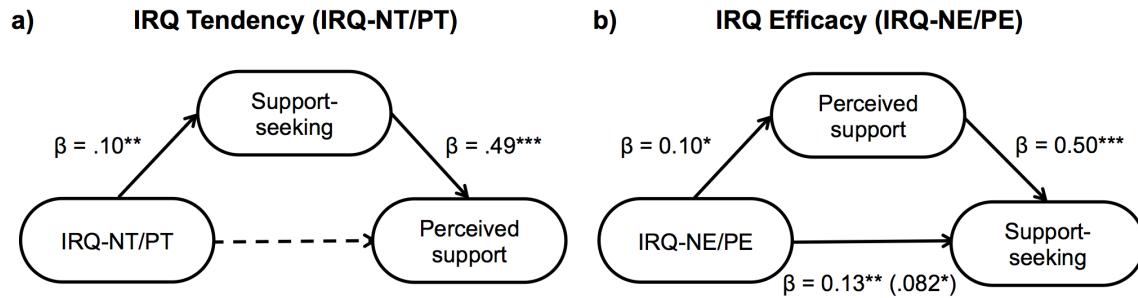 a) IRQ Tendency (IRQ-NT/PT)
Support-
seeking
β = .10**
β = .49***
IRQ-NT/PT
Perceived
support
b) IRQ Efficacy (IRQ-NE/PE)
Perceived
support
β = 0.10*
β = 0.50***
IRQ-NE/PE
Support-
seeking
β = 0.13** (.082*)